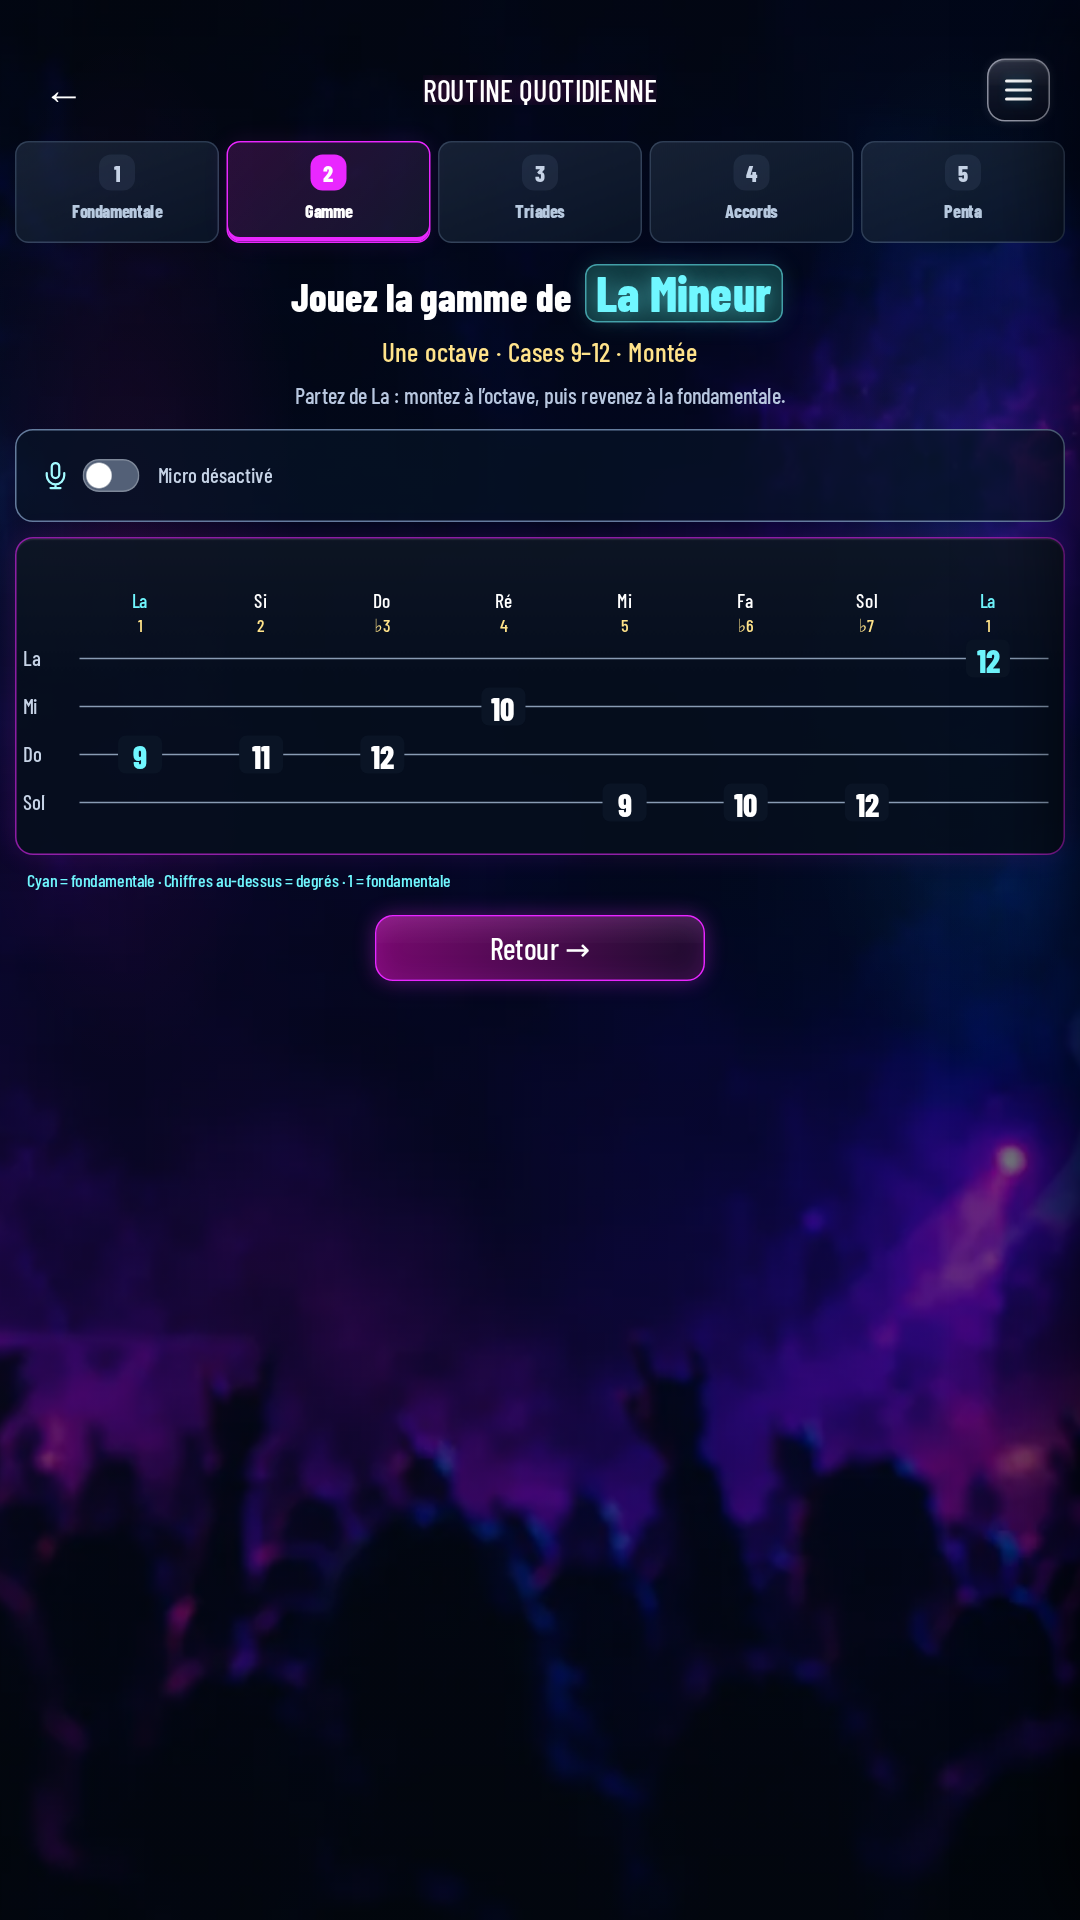 ←
ROUTINE QUOTIDIENNE
1 2 3 4 5
Fondamentale Gamme Triades Accords Penta
Jouez la gamme de La Mineur
Une octave · Cases 9–12 · Montée
Partez de La : montez à l’octave, puis revenez à la fondamentale.
Micro désactivé
La Si Do Ré Mi Fa Sol La
1 2 ♭3 4 5 ♭6 ♭7 1
La 12
Mi 10
Do 9 11 12
Sol 9 10 12
Cyan = fondamentale · Chiffres au-dessus = degrés · 1 = fondamentale
Retour →